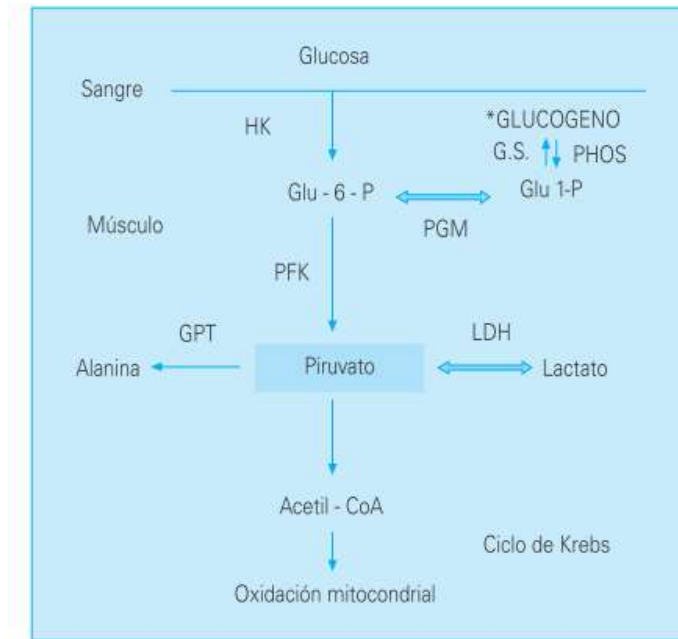 Glucosa
Sangre
HK
*GLUCOGENO
G.S. PHOS
Glu - 6 - P
Glu 1-P
PGM
Músculo
PFK
GPT
LDH
Alanina
Piruvato
Lactato
Acetil - CoA
Ciclo de Krebs
Oxidación mitocondrial